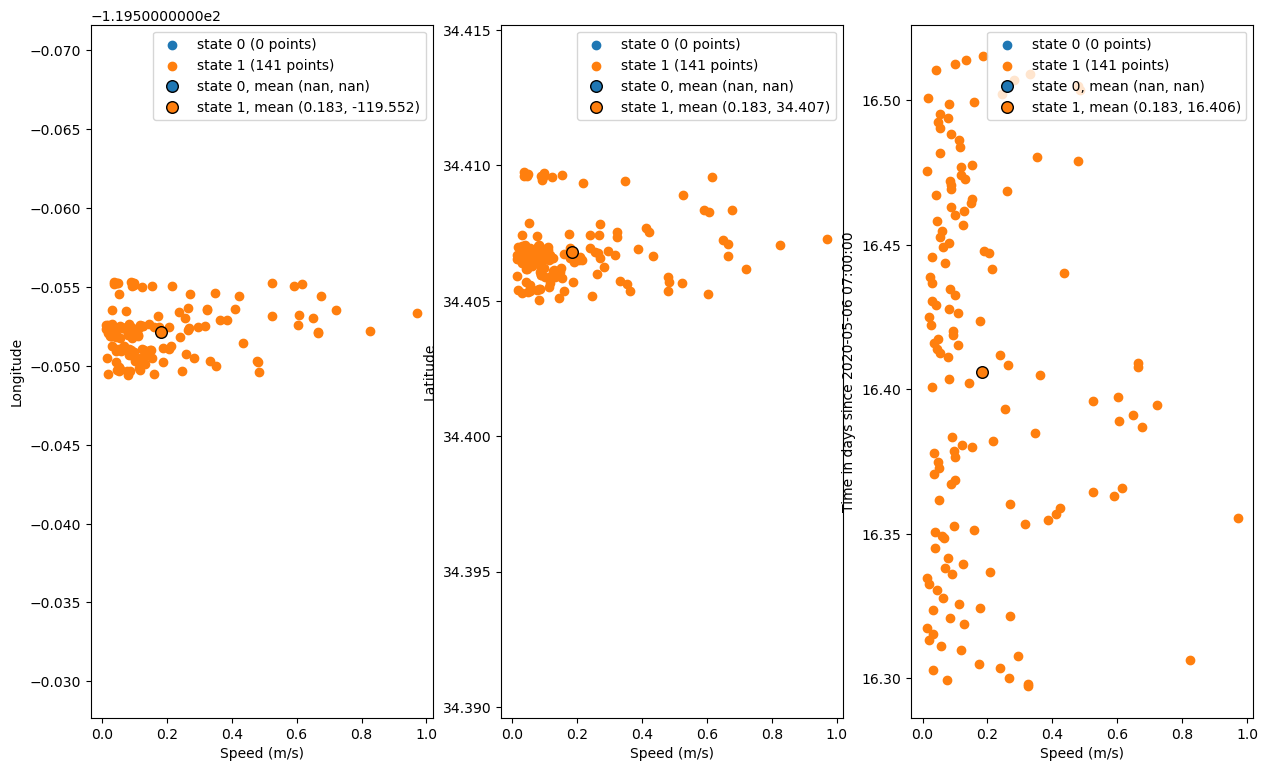 −1.1950000000e2
−0.070
−0.065
−0.060
−0.055
−0.050
−0.045
−0.040
−0.035
−0.030
Longitude
0.0 0.2 0.4 0.6 0.8 1.0
Speed (m/s)
state 0 (0 points)
state 1 (141 points)
state 0, mean (nan, nan)
state 1, mean (0.183, -119.552)
34.415
34.410
34.405
34.400
34.395
34.390
Latitude
0.0 0.2 0.4 0.6 0.8 1.0
Speed (m/s)
state 0 (0 points)
state 1 (141 points)
state 0, mean (nan, nan)
state 1, mean (0.183, 34.407)
16.50
16.45
16.40
16.35
16.30
Time in days since 2020-05-06 07:00:00
0.0 0.2 0.4 0.6 0.8 1.0
Speed (m/s)
state 0 (0 points)
state 1 (141 points)
state 0, mean (nan, nan)
state 1, mean (0.183, 16.406)